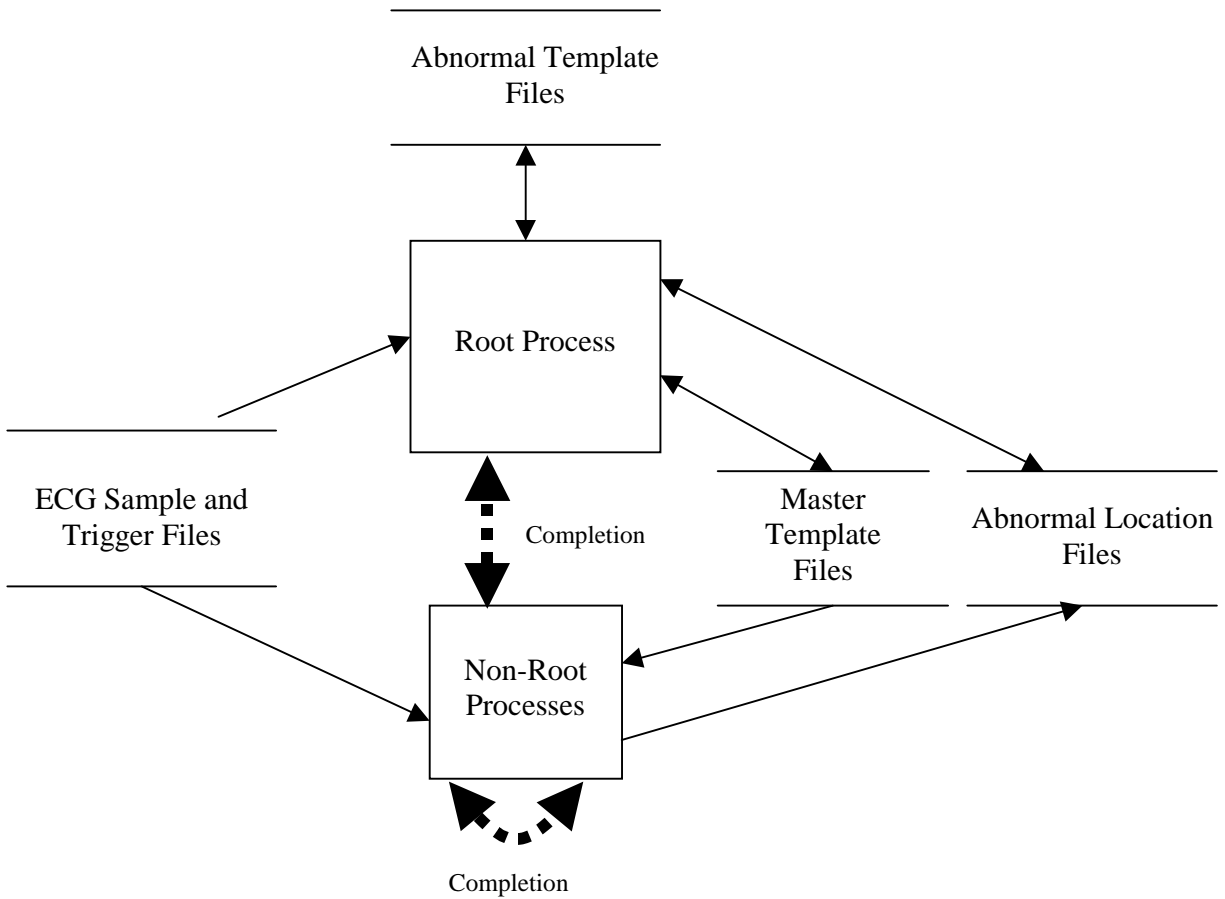 Abnormal Template
Files
Root Process
ECG Sample and
Trigger Files
Completion
Master
Template
Files
Abnormal Location
Files
Non-Root
Processes
Completion